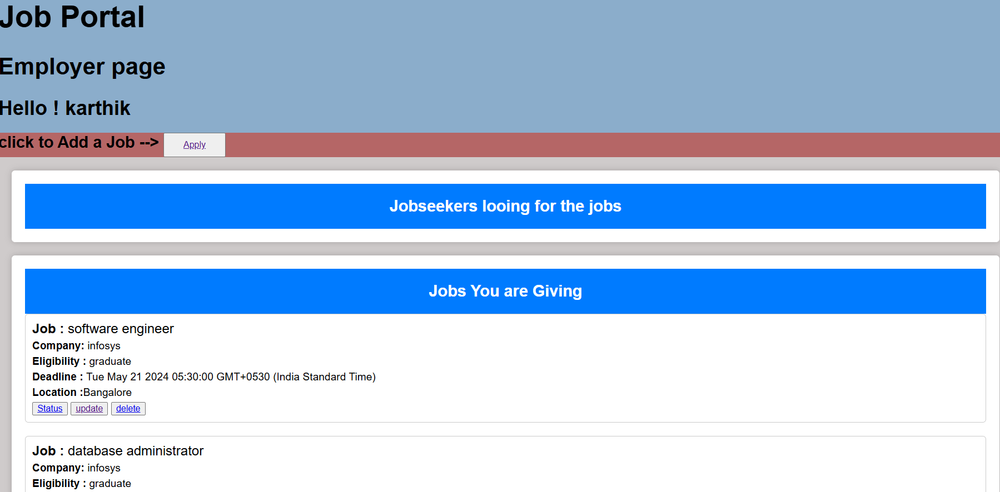 Job Portal
Employer page
Hello ! karthik
click to Add a Job --> Apply
Jobseekers looing for the jobs
Jobs You are Giving
Job : software engineer
Company: infosys
Eligibility : graduate
Deadline : Tue May 21 2024 05:30:00 GMT+0530 (India Standard Time)
Location :Bangalore
Status update delete
Job : database administrator
Company: infosys
Eligibility : graduate